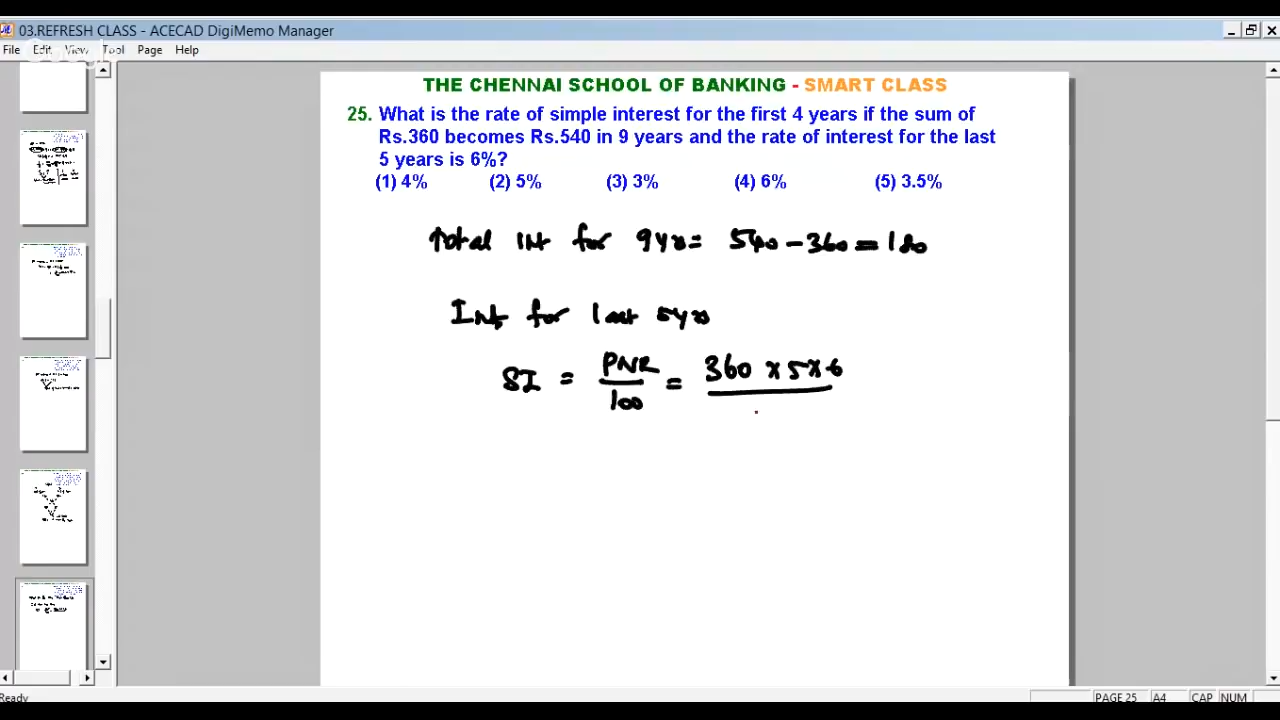 03.REFRESH CLASS - ACECAD DigiMemo Manager
File Edit View Tool Page Help
THE CHENNAI SCHOOL OF BANKING - SMART CLASS
25. What is the rate of simple interest for the first 4 years if the sum of
Rs.360 becomes Rs.540 in 9 years and the rate of interest for the last
5 years is 6%?
(1) 4% (2) 5% (3) 3% (4) 6% (5) 3.5%
Total Int for 9yrs = 540 - 360 = 180
Int for last 5yrs
SI = PNR/100 = 360 x 5 x 6
Ready PAGE 25 A4 CAP NUM